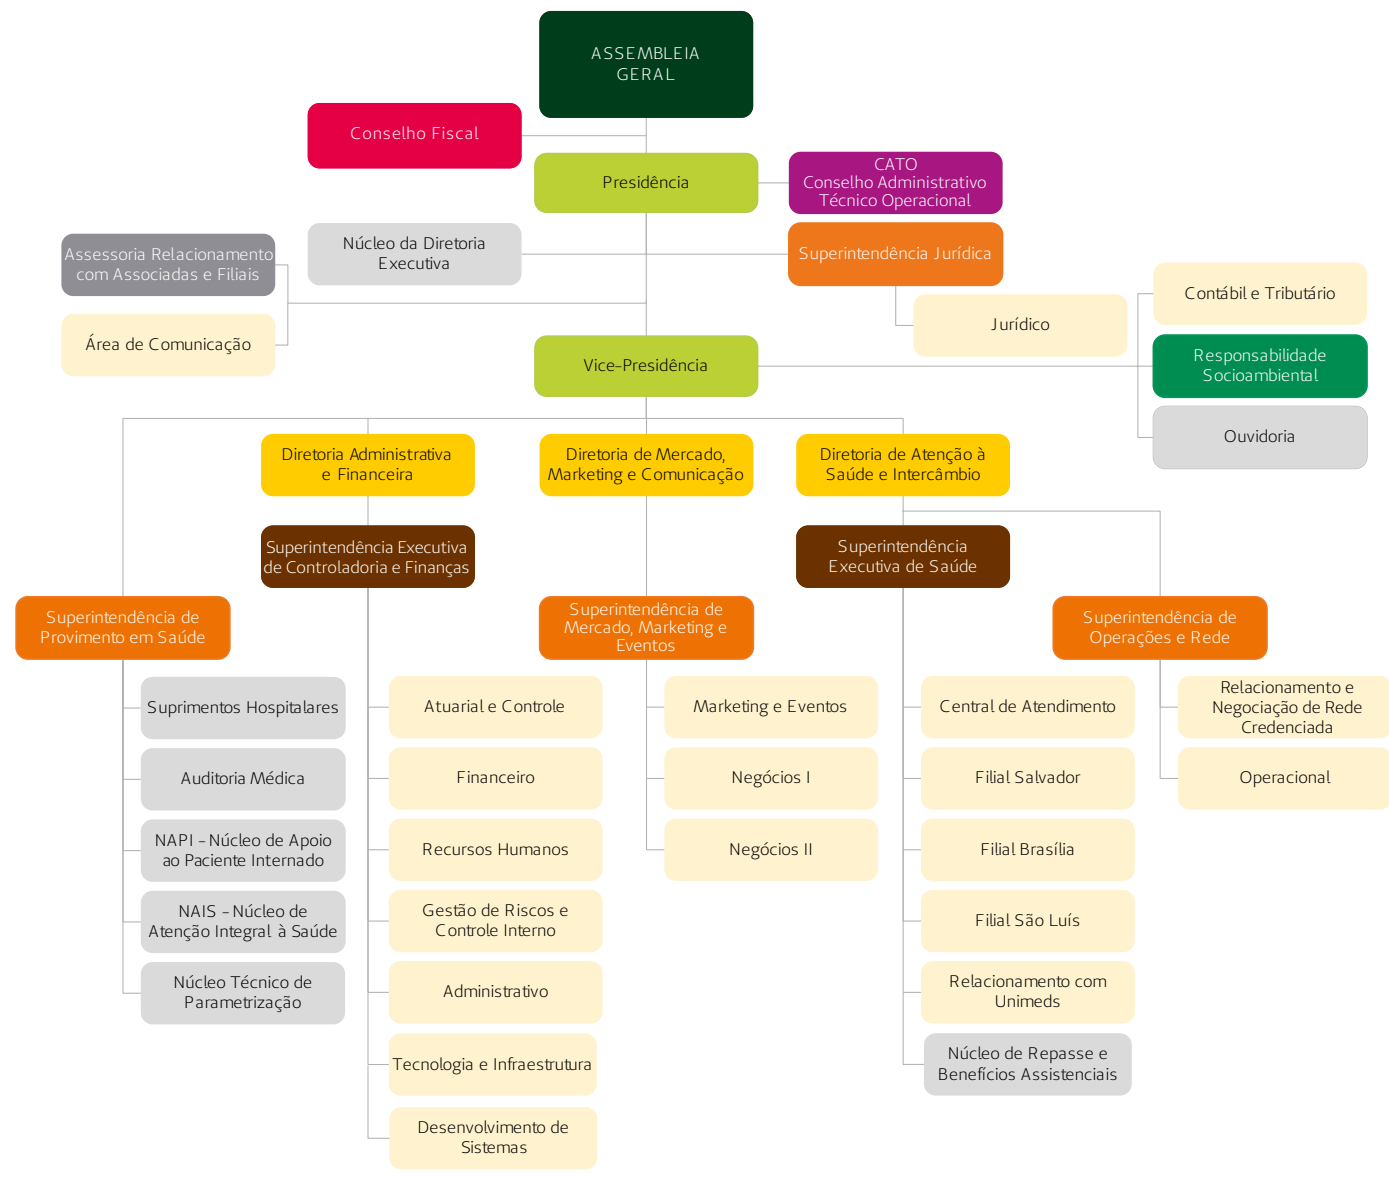 ASSEMBLEIA
GERAL
Conselho Fiscal
Presidência
CATO
Conselho Administrativo
Técnico Operacional
Núcleo da Diretoria
Executiva
Superintendência Jurídica
Assessoria Relacionamento
com Associadas e Filiais
Jurídico
Área de Comunicação
Contábil e Tributário
Vice-Presidência
Responsabilidade
Socioambiental
Ouvidoria
Diretoria Administrativa
e Financeira
Diretoria de Mercado,
Marketing e Comunicação
Diretoria de Atenção à
Saúde e Intercâmbio
Superintendência Executiva
de Controladoria e Finanças
Superintendência
Executiva de Saúde
Superintendência de
Provimento em Saúde
Superintendência de
Mercado, Marketing e
Eventos
Superintendência de
Operações e Rede
Suprimentos Hospitalares
Auditoria Médica
NAPI - Núcleo de Apoio
ao Paciente Internado
NAIS - Núcleo de
Atenção Integral à Saúde
Núcleo Técnico de
Parametrização
Atuarial e Controle
Financeiro
Recursos Humanos
Gestão de Riscos e
Controle Interno
Administrativo
Tecnologia e Infraestrutura
Desenvolvimento de
Sistemas
Marketing e Eventos
Negócios I
Negócios II
Central de Atendimento
Filial Salvador
Filial Brasília
Filial São Luís
Relacionamento com
Unimeds
Núcleo de Repasse e
Benefícios Assistenciais
Relacionamento e
Negociação de Rede
Credenciada
Operacional